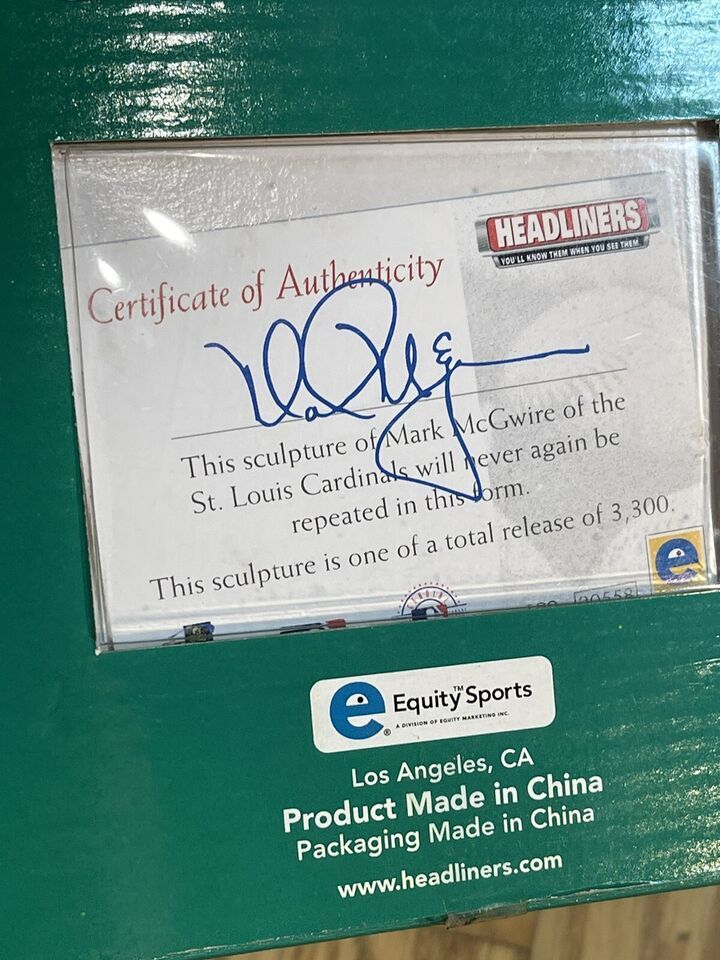 HEADLINERS
YOU'LL KNOW THEM WHEN YOU SEE THEM
Certificate of Authenticity
This sculpture of Mark McGwire of the
St. Louis Cardinals will never again be
repeated in this form.
This sculpture is one of a total release of 3,300.
e
e Equity™Sports
® A DIVISION OF EQUITY MARKETING INC.
Los Angeles, CA
Product Made in China
Packaging Made in China
www.headliners.com